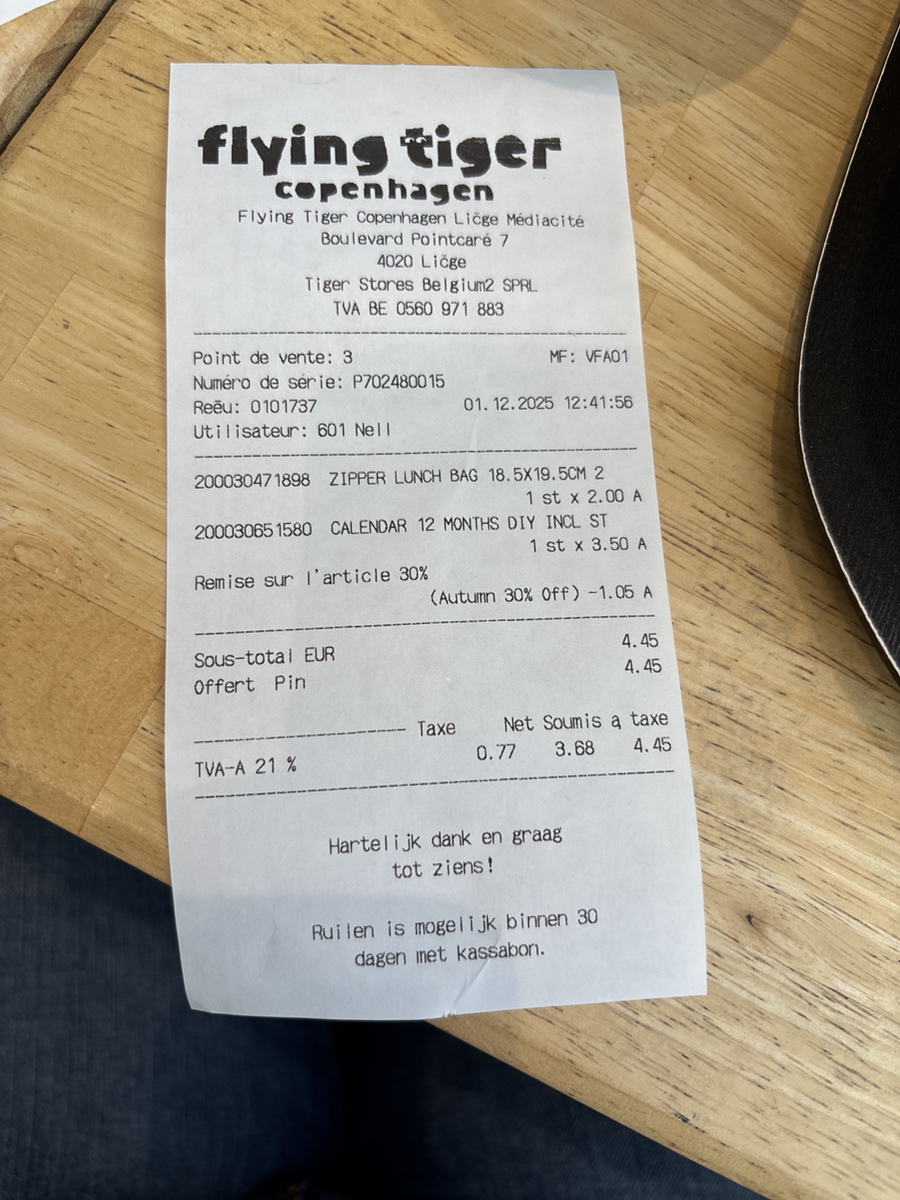 flying tiger
copenhagen
Flying Tiger Copenhagen Ličge Médiacité
Boulevard Pointcaré 7
4020 Ličge
Tiger Stores Belgium2 SPRL
TVA BE 0560 971 883
Point de vente: 3 MF: VFA01
Numéro de série: P702480015
Reēu: 0101737 01.12.2025 12:41:56
Utilisateur: 601 Nell
200030471898 ZIPPER LUNCH BAG 18.5X19.5CM 2
1 st x 2.00 A
200030651580 CALENDAR 12 MONTHS DIY INCL ST
1 st x 3.50 A
Remise sur l'article 30%
(Autumn 30% Off) -1.05 A
Sous-total EUR 4.45
Offert Pin 4.45
Taxe Net Soumis ą taxe
TVA-A 21 % 0.77 3.68 4.45
Hartelijk dank en graag
tot ziens!
Ruilen is mogelijk binnen 30
dagen met kassabon.